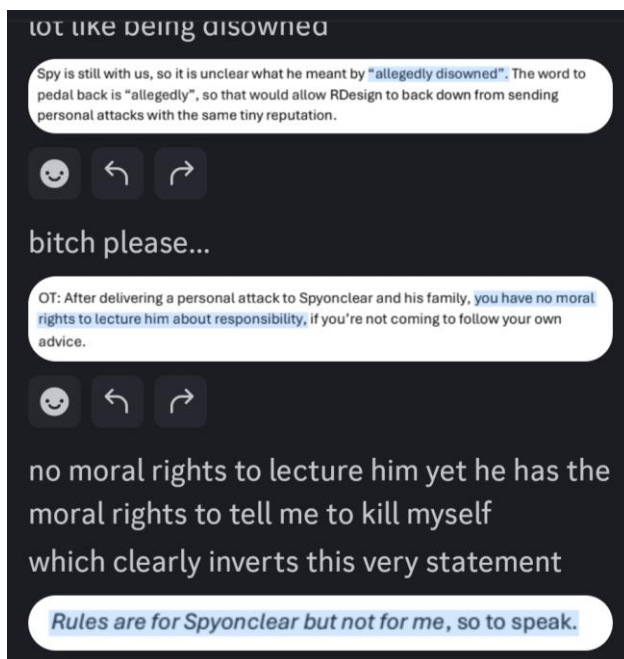 lot like being disowned
Spy is still with us, so it is unclear what he meant by “allegedly disowned”. The word to
pedal back is “allegedly”, so that would allow RDesign to back down from sending
personal attacks with the same tiny reputation.
bitch please...
OT: After delivering a personal attack to Spyonclear and his family, you have no moral
rights to lecture him about responsibility, if you’re not coming to follow your own
advice.
no moral rights to lecture him yet he has the
moral rights to tell me to kill myself
which clearly inverts this very statement
Rules are for Spyonclear but not for me, so to speak.